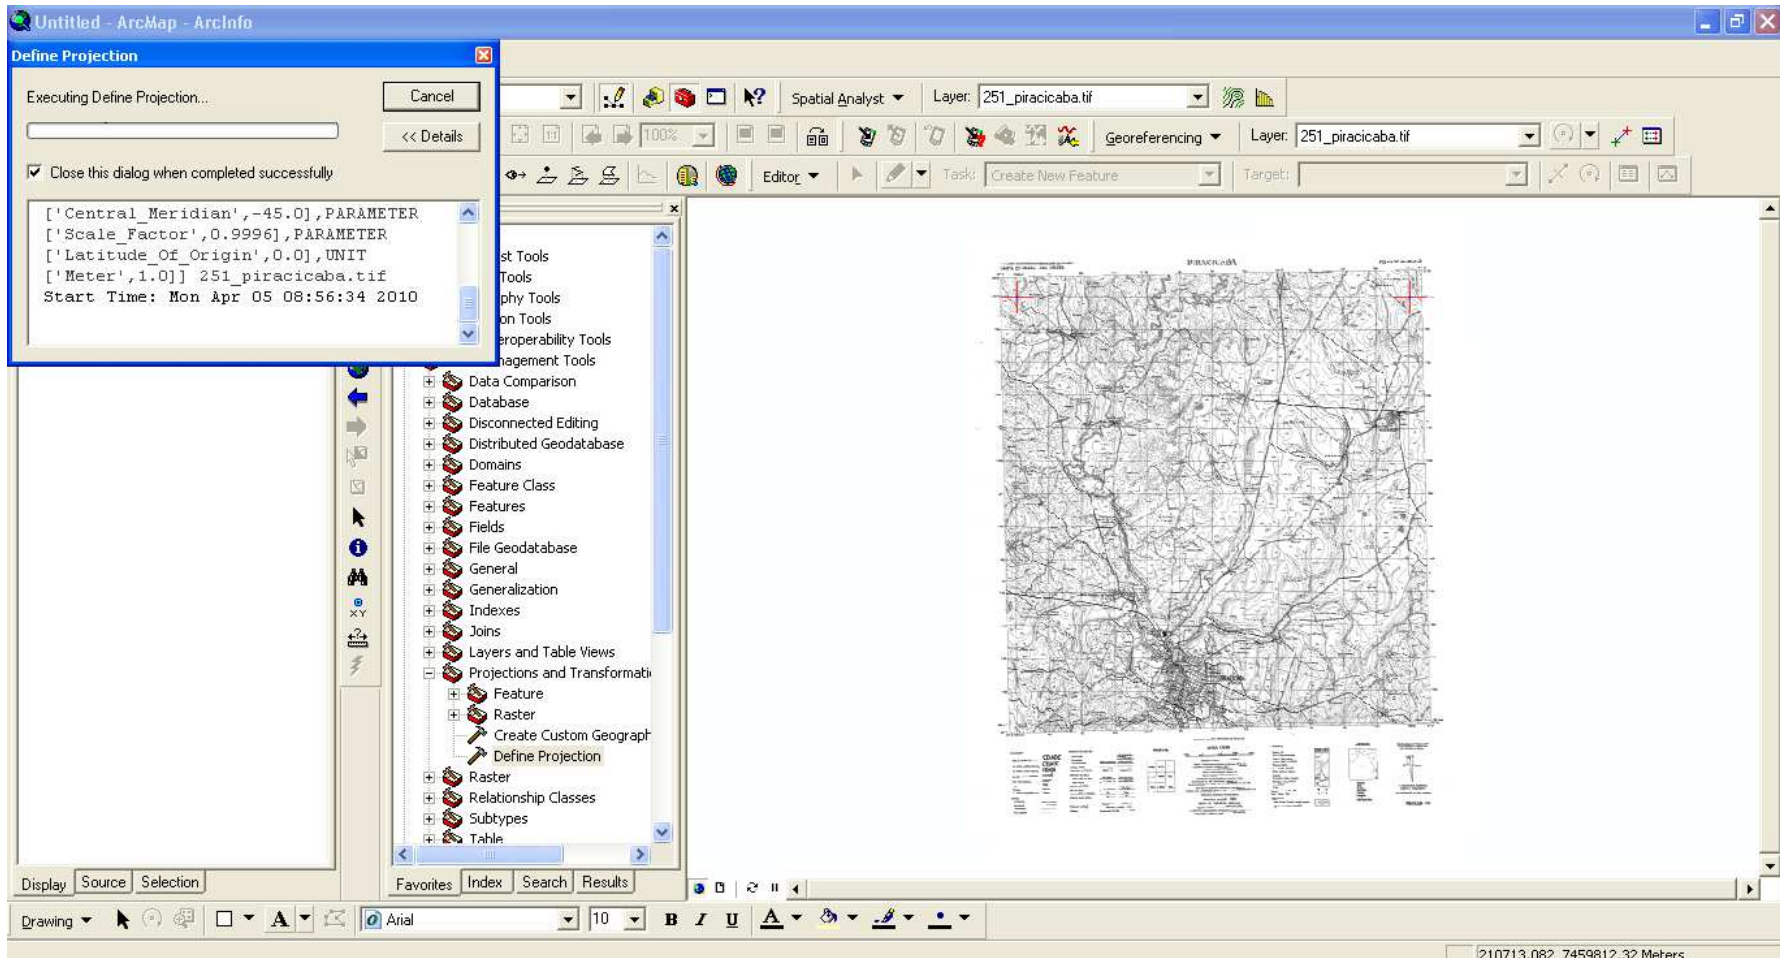 Untitled - ArcMap - ArcInfo
Define Projection
Executing Define Projection...
Cancel
<< Details
Close this dialog when completed successfully
['Central_Meridian',-45.0],PARAMETER
['Scale_Factor',0.9996],PARAMETER
['Latitude_Of_Origin',0.0],UNIT
['Meter',1.0]] 251_piracicaba.tif
Start Time: Mon Apr 05 08:56:34 2010
Spatial Analyst
Layer: 251_piracicaba.tif
100%
Georeferencing
Layer: 251_piracicaba.tif
Editor
Task: Create New Feature
Target:
st Tools
Tools
phy Tools
on Tools
eroperability Tools
nagement Tools
Data Comparison
Database
Disconnected Editing
Distributed Geodatabase
Domains
Feature Class
Features
Fields
File Geodatabase
General
Generalization
Indexes
Joins
Layers and Table Views
Projections and Transformati
Feature
Raster
Create Custom Geograph
Define Projection
Raster
Relationship Classes
Subtypes
Table
PIRACICABA
CIDADE
Display Source Selection
Favorites Index Search Results
Drawing
A
Arial
10
B I U A
210713,082 7459812,32 Meters